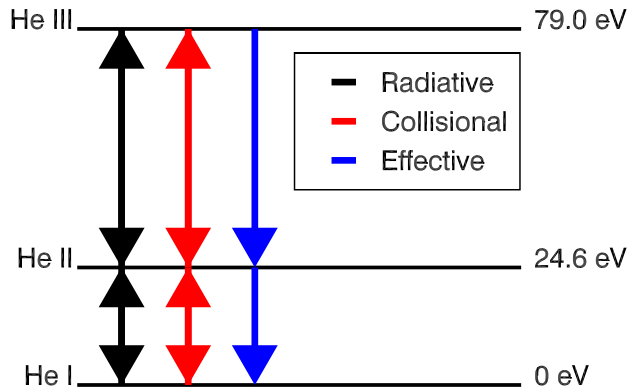 He III 79.0 eV
Radiative
Collisional
Effective
He II 24.6 eV
He I 0 eV